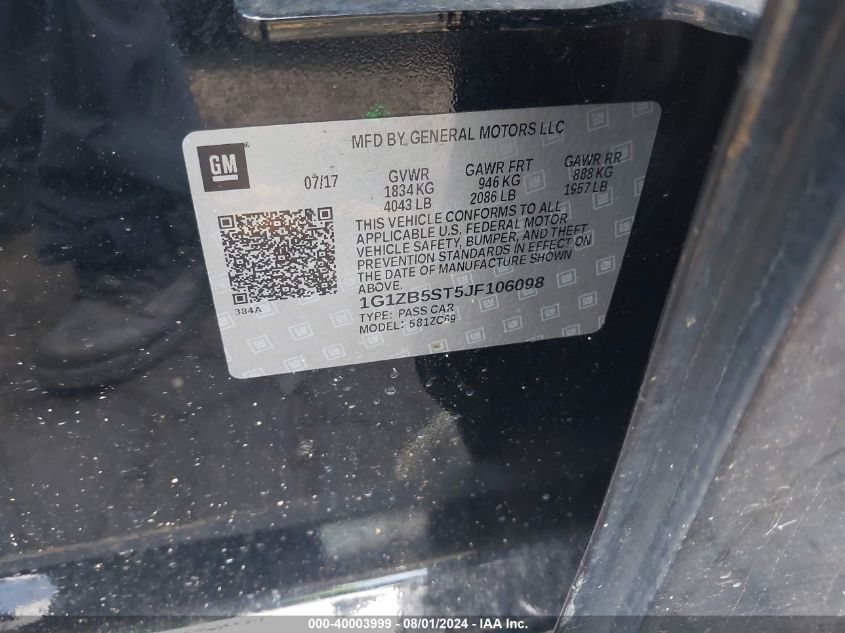 MFD BY GENERAL MOTORS LLC
GM
07/17
GVWR
1834 KG
4043 LB
GAWR FRT
946 KG
2086 LB
GAWR RR
888 KG
1957 LB
THIS VEHICLE CONFORMS TO ALL
APPLICABLE U.S. FEDERAL MOTOR
VEHICLE SAFETY, BUMPER, AND THEFT
PREVENTION STANDARDS IN EFFECT ON
THE DATE OF MANUFACTURE SHOWN
ABOVE.
1G1ZB5ST5JF106098
TYPE: PASS CAR
MODEL: 581ZC69
384A
000-40003999 - 08/01/2024 - IAA Inc.